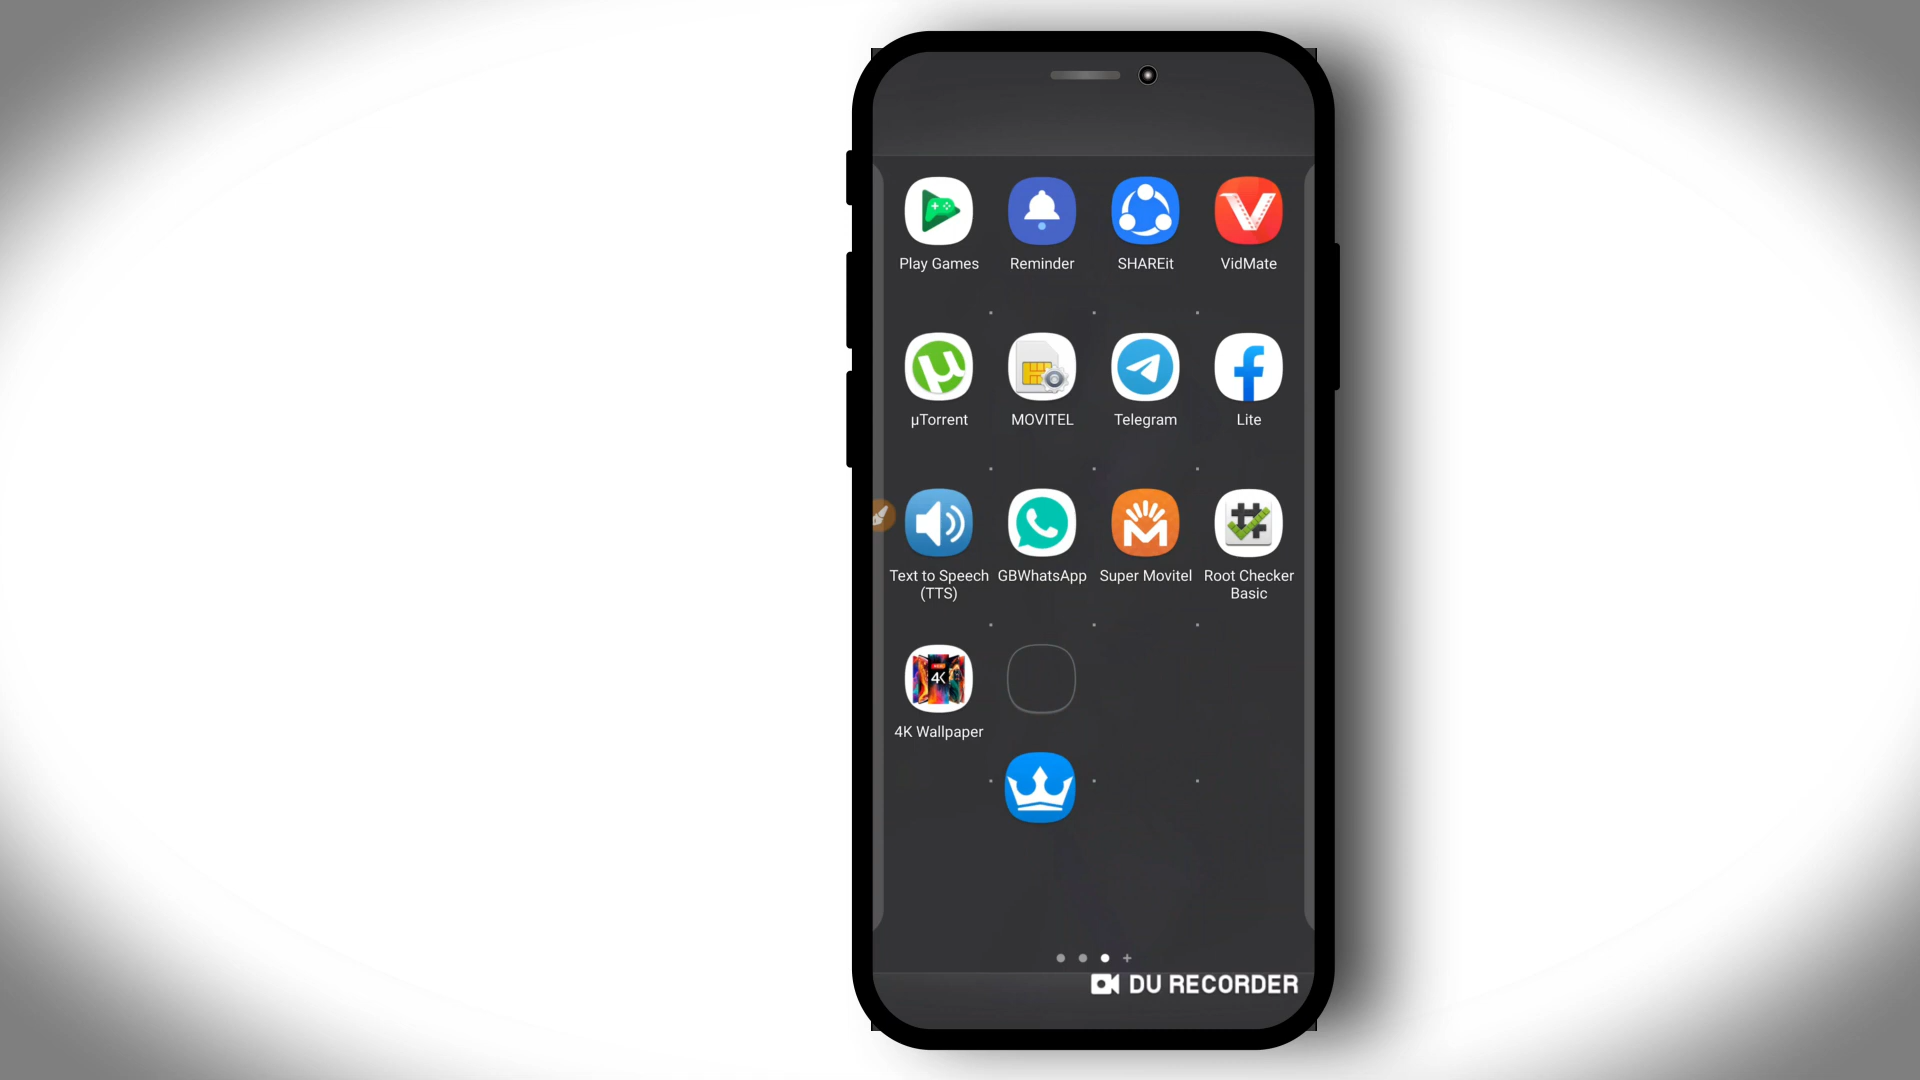 Play Games
Reminder
SHAREit
VidMate
µTorrent
MOVITEL
Telegram
Lite
Text to Speech
(TTS)
GBWhatsApp
Super Movitel
Root Checker
Basic
4K
4K Wallpaper
DU RECORDER